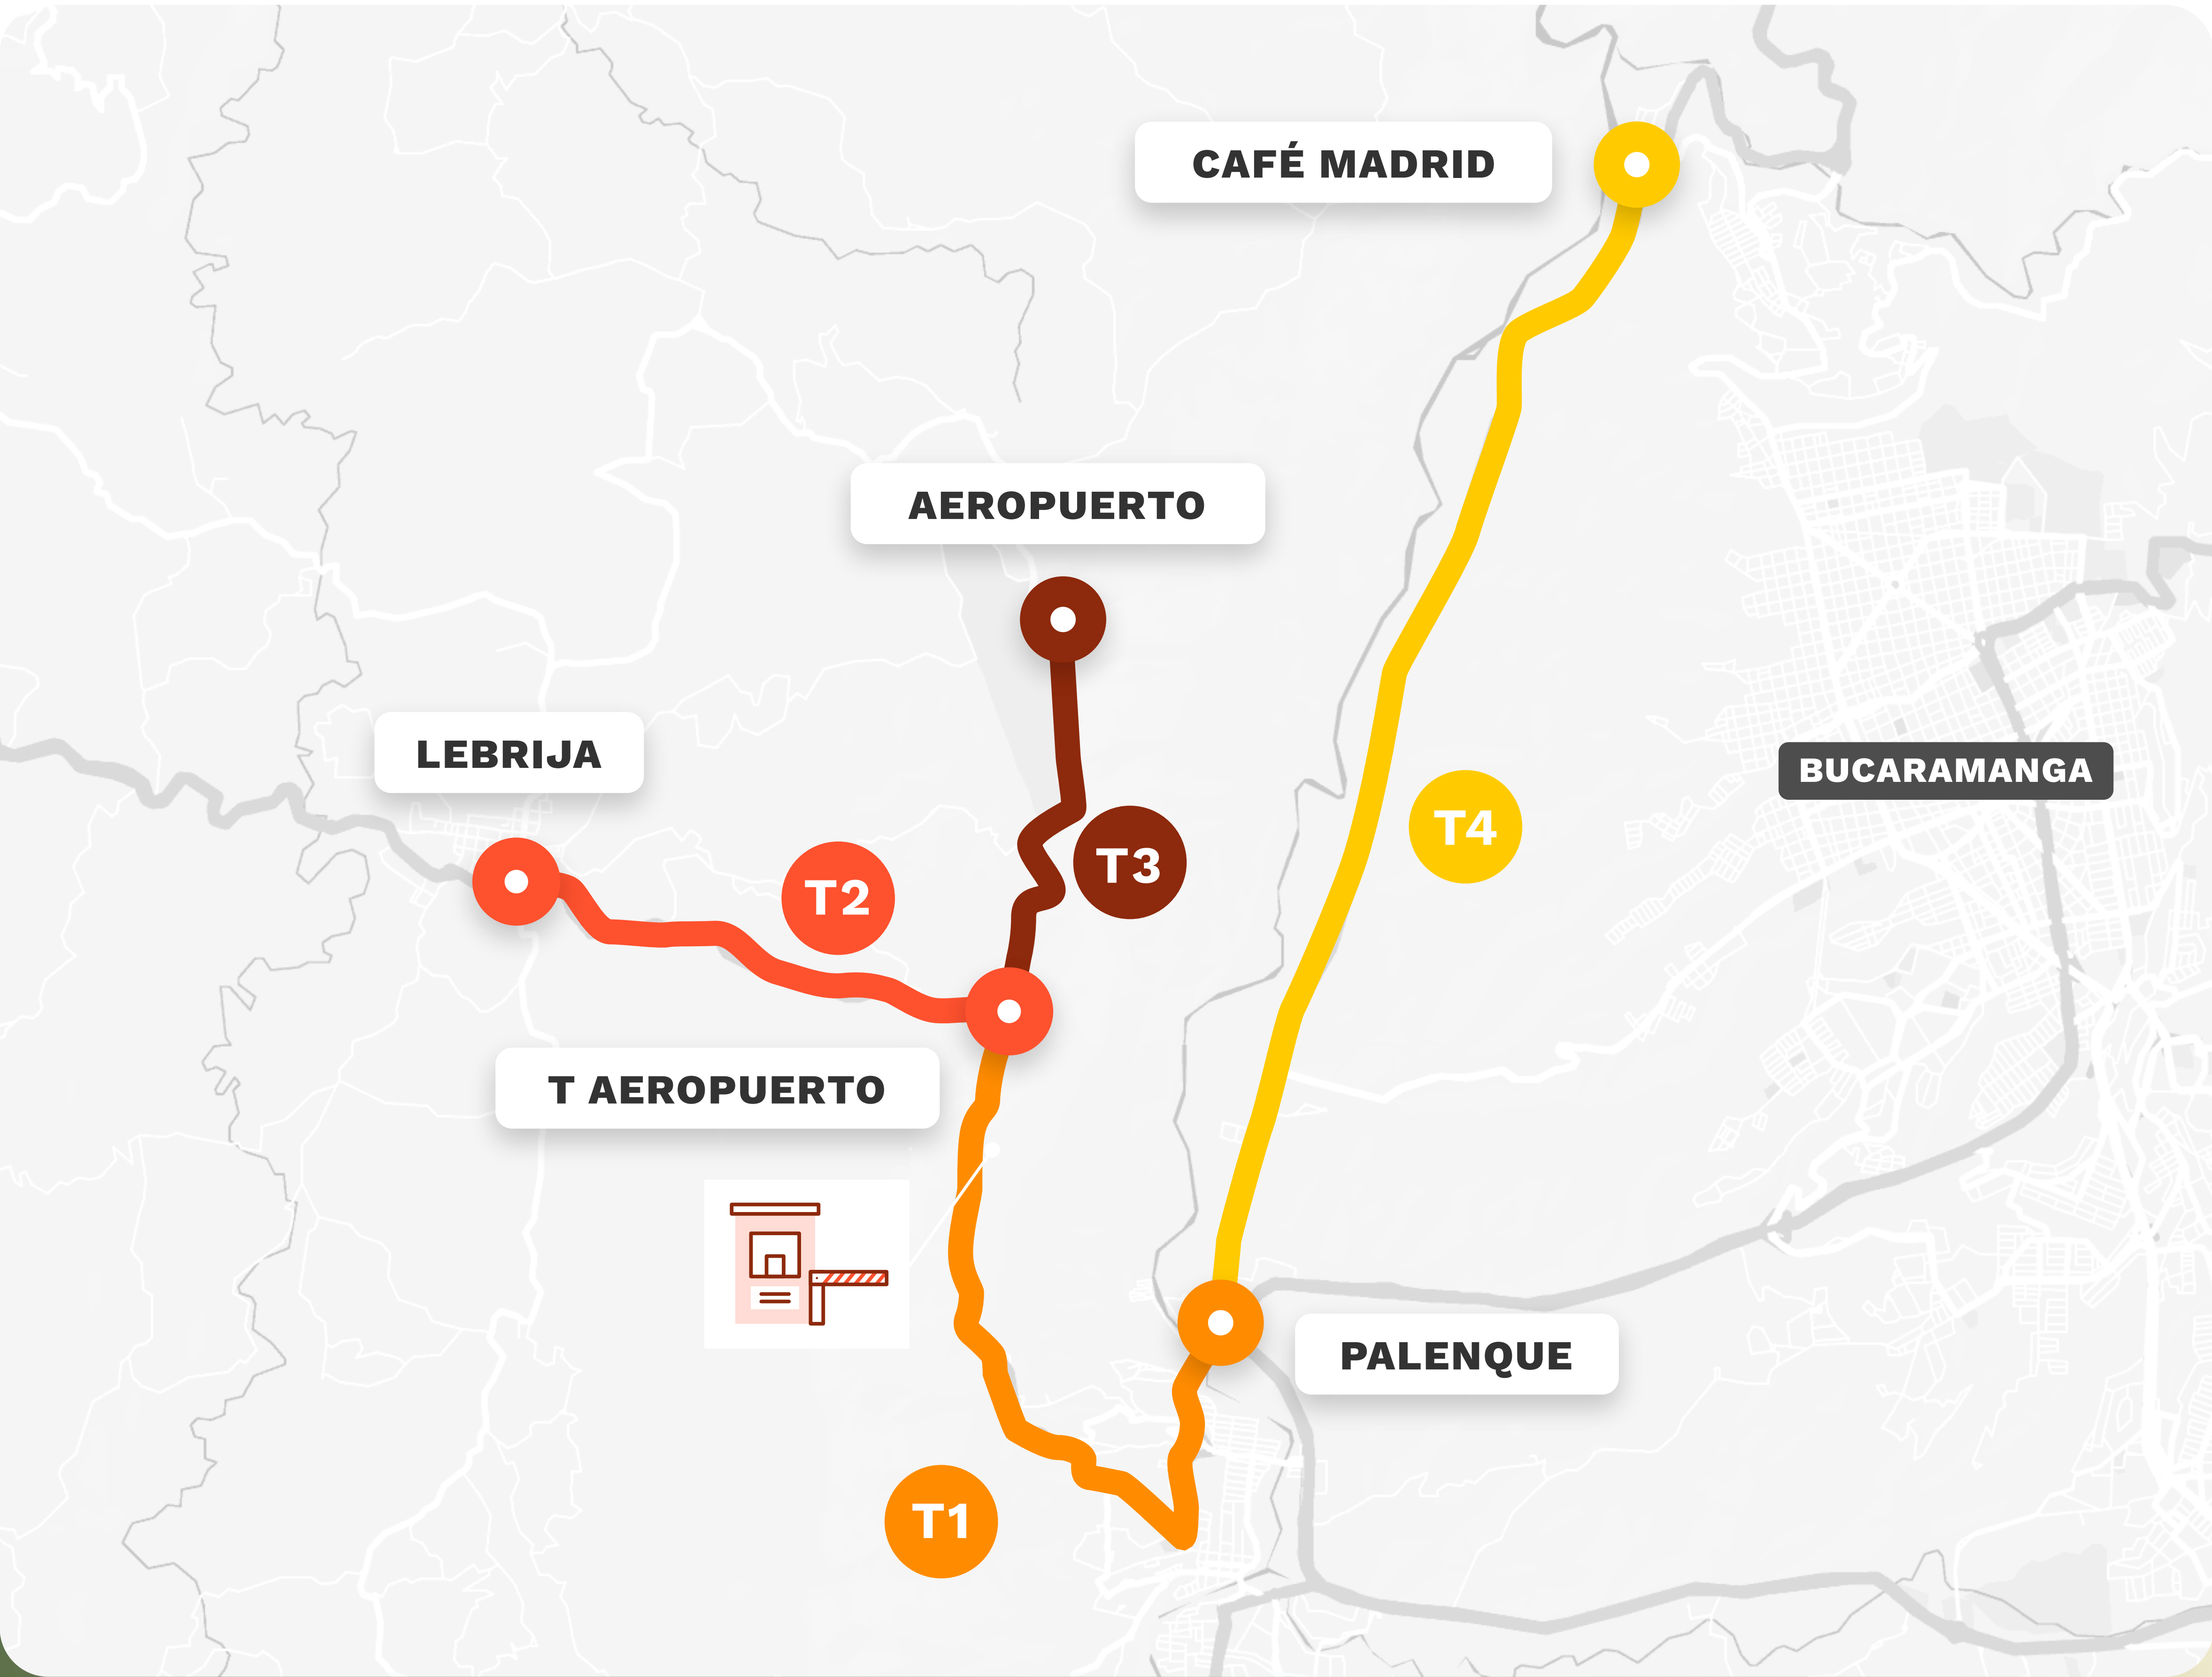 CAFÉ MADRID
AEROPUERTO
LEBRIJA
BUCARAMANGA
T4
T3
T2
T AEROPUERTO
PALENQUE
T1